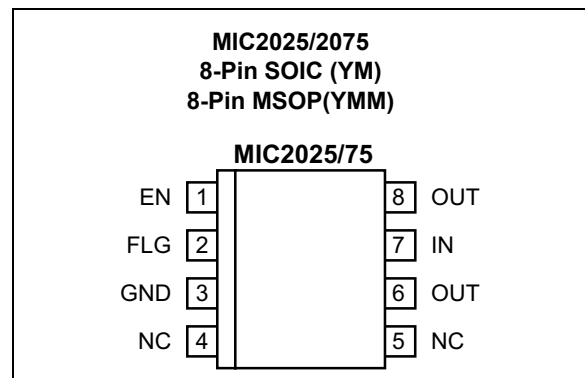 MIC2025/2075
8-Pin SOIC (YM)
8-Pin MSOP(YMM)
MIC2025/75
EN 1 8 OUT
FLG 2 7 IN
GND 3 6 OUT
NC 4 5 NC